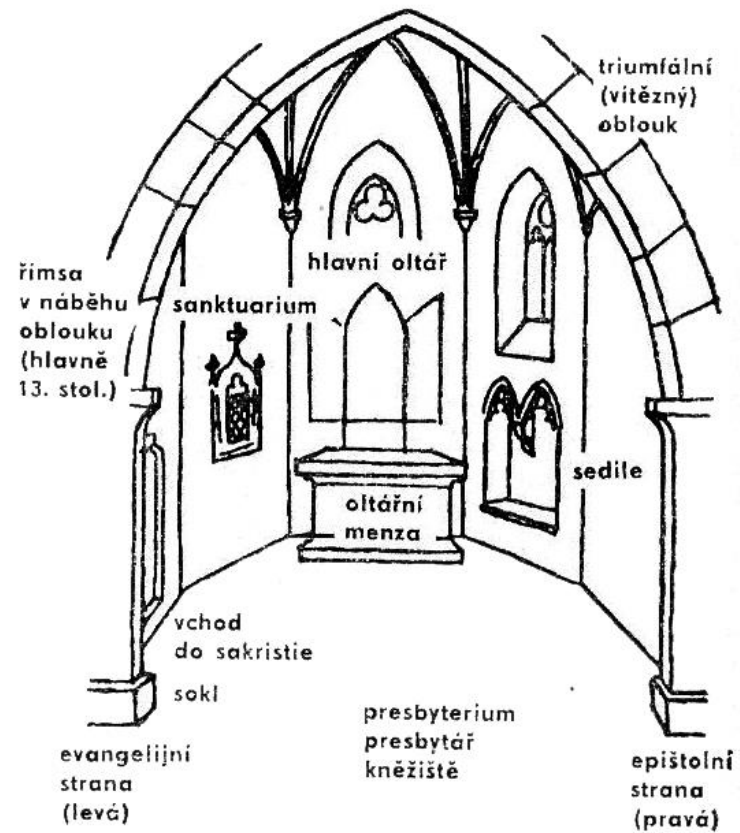 triumfální
(vítězný)
oblouk
hlavní oltář
římsa
v náběhu
oblouku
(hlavně
13. stol.)
sanktuarium
sedile
oltářní
menza
vchod
do sakristie
sokl
presbyterium
presbytář
kněžiště
evangelijní
strana
(levá)
epištolní
strana
(pravá)